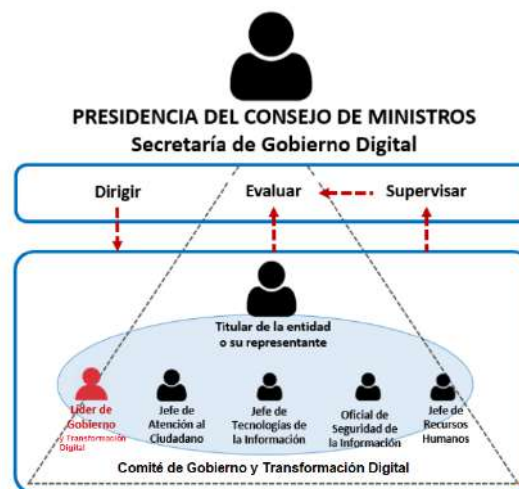 PRESIDENCIA DEL CONSEJO DE MINISTROS
Secretaría de Gobierno Digital
Dirigir
Evaluar
Supervisar
Titular de la entidad
o su representante
Líder de
Gobierno
y Transformación
Digital
Jefe de
Atención al
Ciudadano
Jefe de
Tecnologías de
la Información
Oficial de
Seguridad de
la Información
Jefe de
Recursos
Humanos
Comité de Gobierno y Transformación Digital